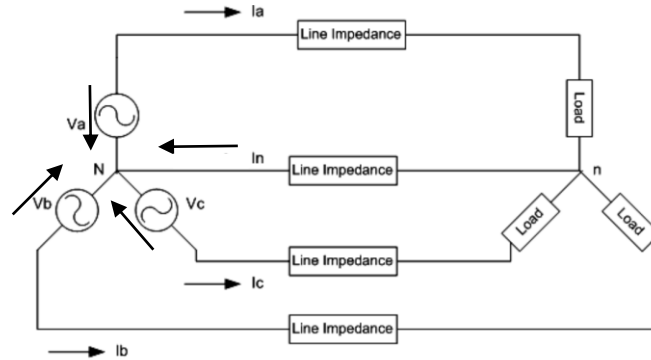 Ia
Line Impedance
Load
Va
N
In
Line Impedance
n
Vb
Vc
Load
Load
Line Impedance
Ic
Line Impedance
Ib